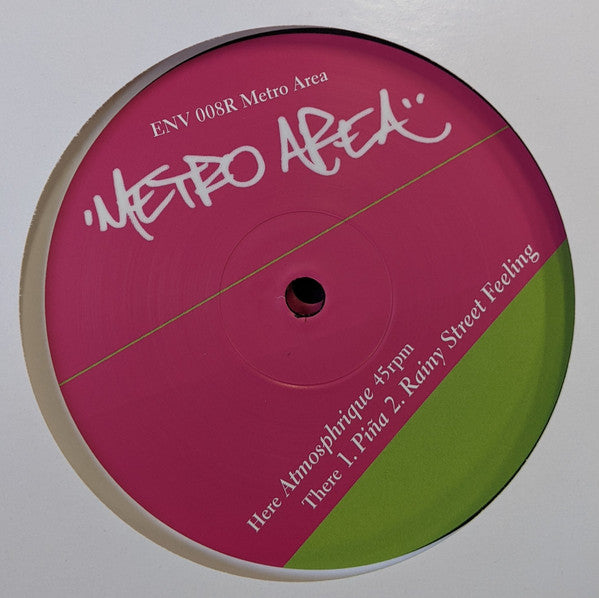 ENV 008R Metro Area
"METRO AREA"
Here Atmosphrique 45rpm
There 1. Piña 2. Rainy Street Feeling